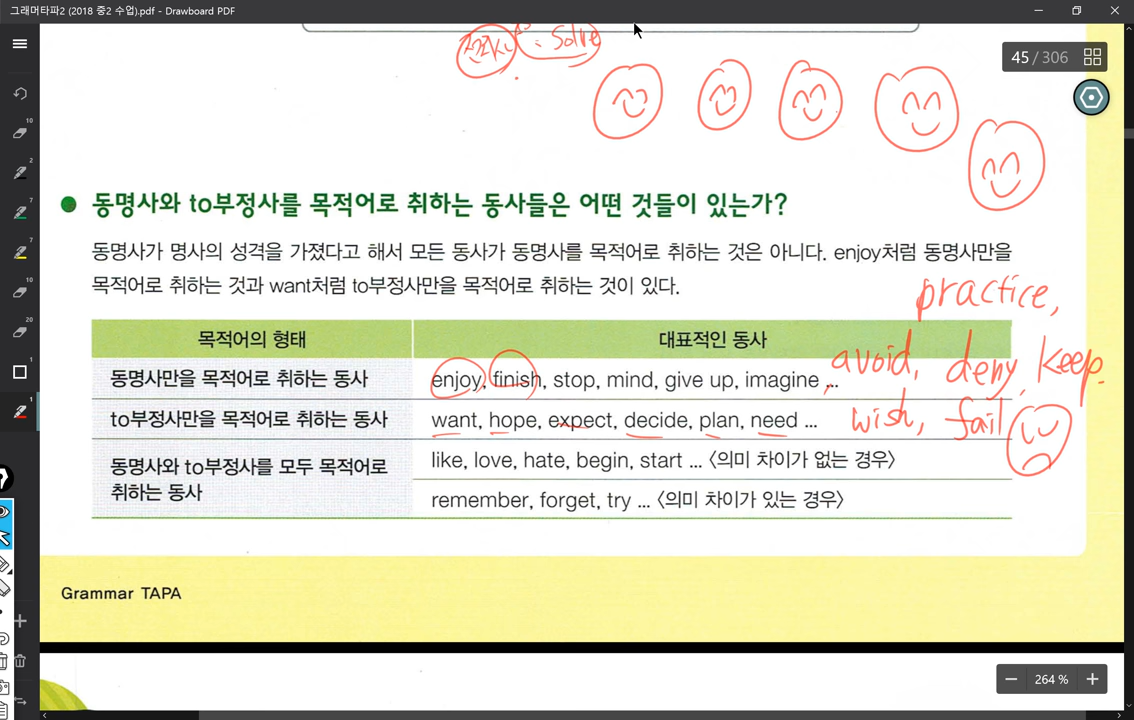 그래머타파2 (2018 중2 수업).pdf - Drawboard PDF
: Solve
45 / 306
동명사와 to부정사를 목적어로 취하는 동사들은 어떤 것들이 있는가?
동명사가 명사의 성격을 가졌다고 해서 모든 동사가 동명사를 목적어로 취하는 것은 아니다. enjoy처럼 동명사만을
목적어로 취하는 것과 want처럼 to부정사만을 목적어로 취하는 것이 있다.
practice,
목적어의 형태 대표적인 동사
동명사만을 목적어로 취하는 동사 enjoy, finish, stop, mind, give up, imagine ...
avoid, deny, keep.
to부정사만을 목적어로 취하는 동사 want, hope, expect, decide, plan, need ...
wish, fail
동명사와 to부정사를 모두 목적어로
취하는 동사
like, love, hate, begin, start ... <의미 차이가 없는 경우>
remember, forget, try ... <의미 차이가 있는 경우>
Grammar TAPA
264 %
10
2
7
7
10
20
1
1